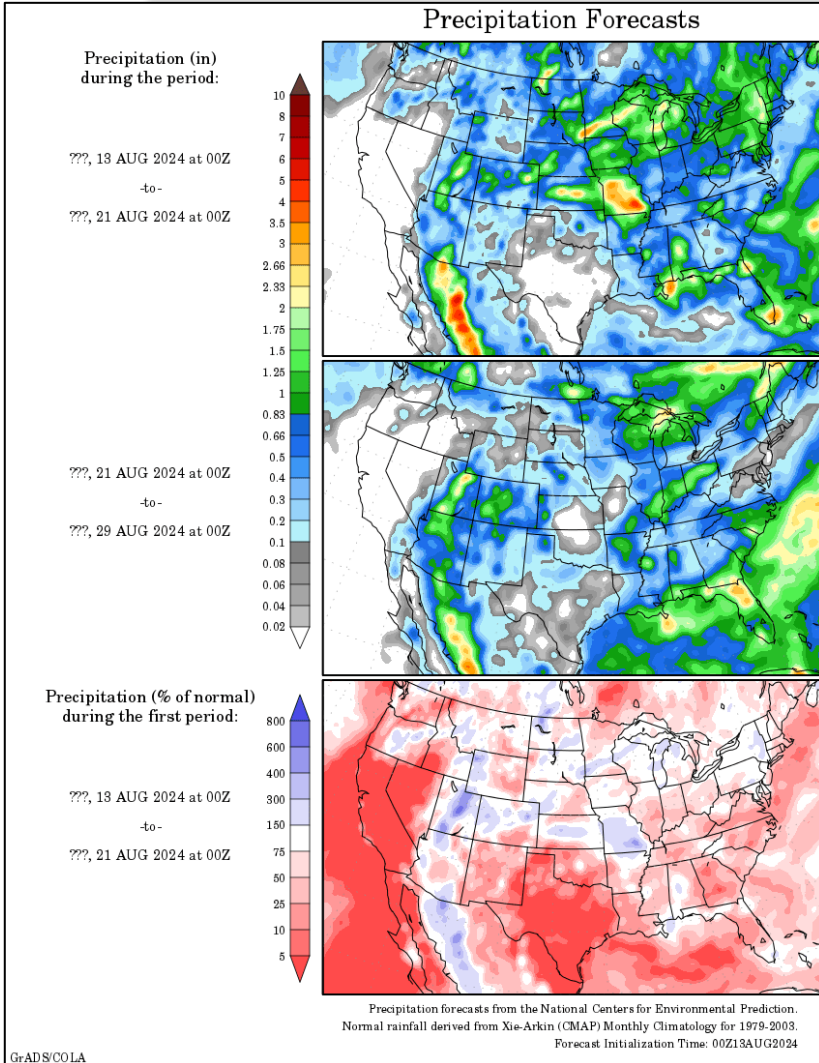 Precipitation Forecasts
Precipitation (in)
during the period:
???, 13 AUG 2024 at 00Z
-to-
???, 21 AUG 2024 at 00Z
10
8
7
6
5
4
3.5
3
2.66
2.33
2
1.75
1.5
1.25
1
0.83
0.66
0.5
0.4
0.3
0.2
0.1
0.08
0.06
0.04
0.02
???, 21 AUG 2024 at 00Z
-to-
???, 29 AUG 2024 at 00Z
Precipitation (% of normal)
during the first period:
???, 13 AUG 2024 at 00Z
-to-
???, 21 AUG 2024 at 00Z
800
600
400
300
150
75
50
25
10
5
Precipitation forecasts from the National Centers for Environmental Prediction.
Normal rainfall derived from Xie-Arkin (CMAP) Monthly Climatology for 1979-2003.
Forecast Initialization Time: 00Z13AUG2024
GrADS/COLA